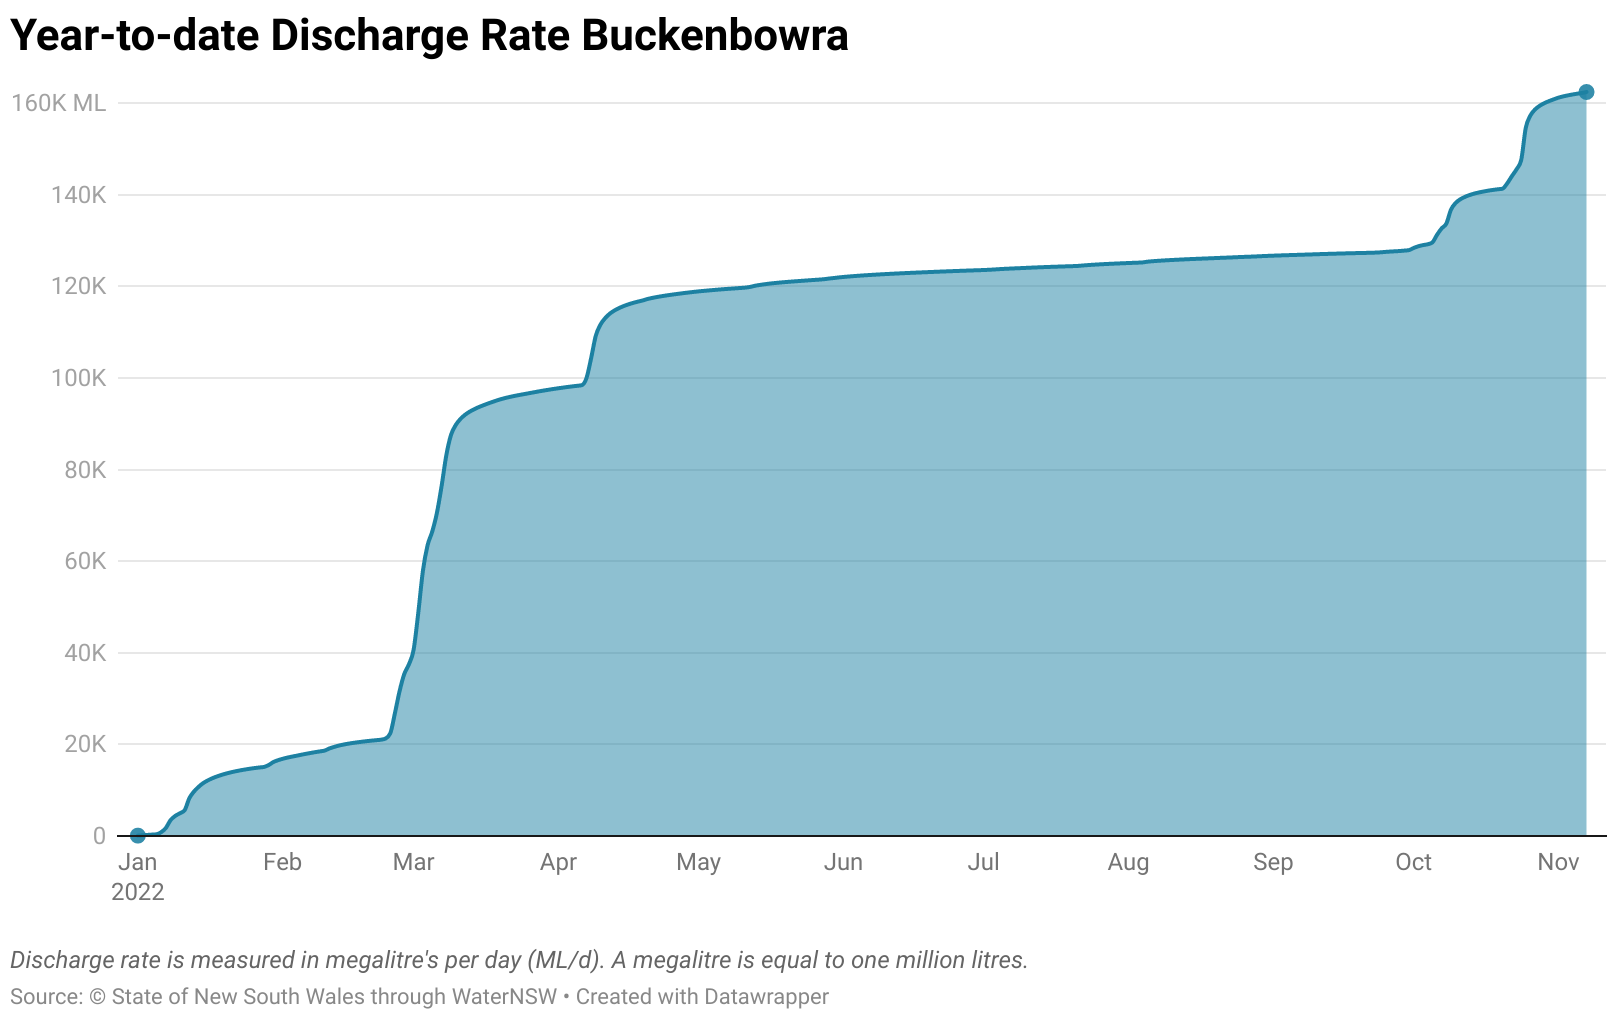 Year-to-date Discharge Rate Buckenbowra
160K ML
140K
120K
100K
80K
60K
40K
20K
0
Jan Feb Mar Apr May Jun Jul Aug Sep Oct Nov
2022
Discharge rate is measured in megalitre's per day (ML/d). A megalitre is equal to one million litres.
Source: © State of New South Wales through WaterNSW • Created with Datawrapper